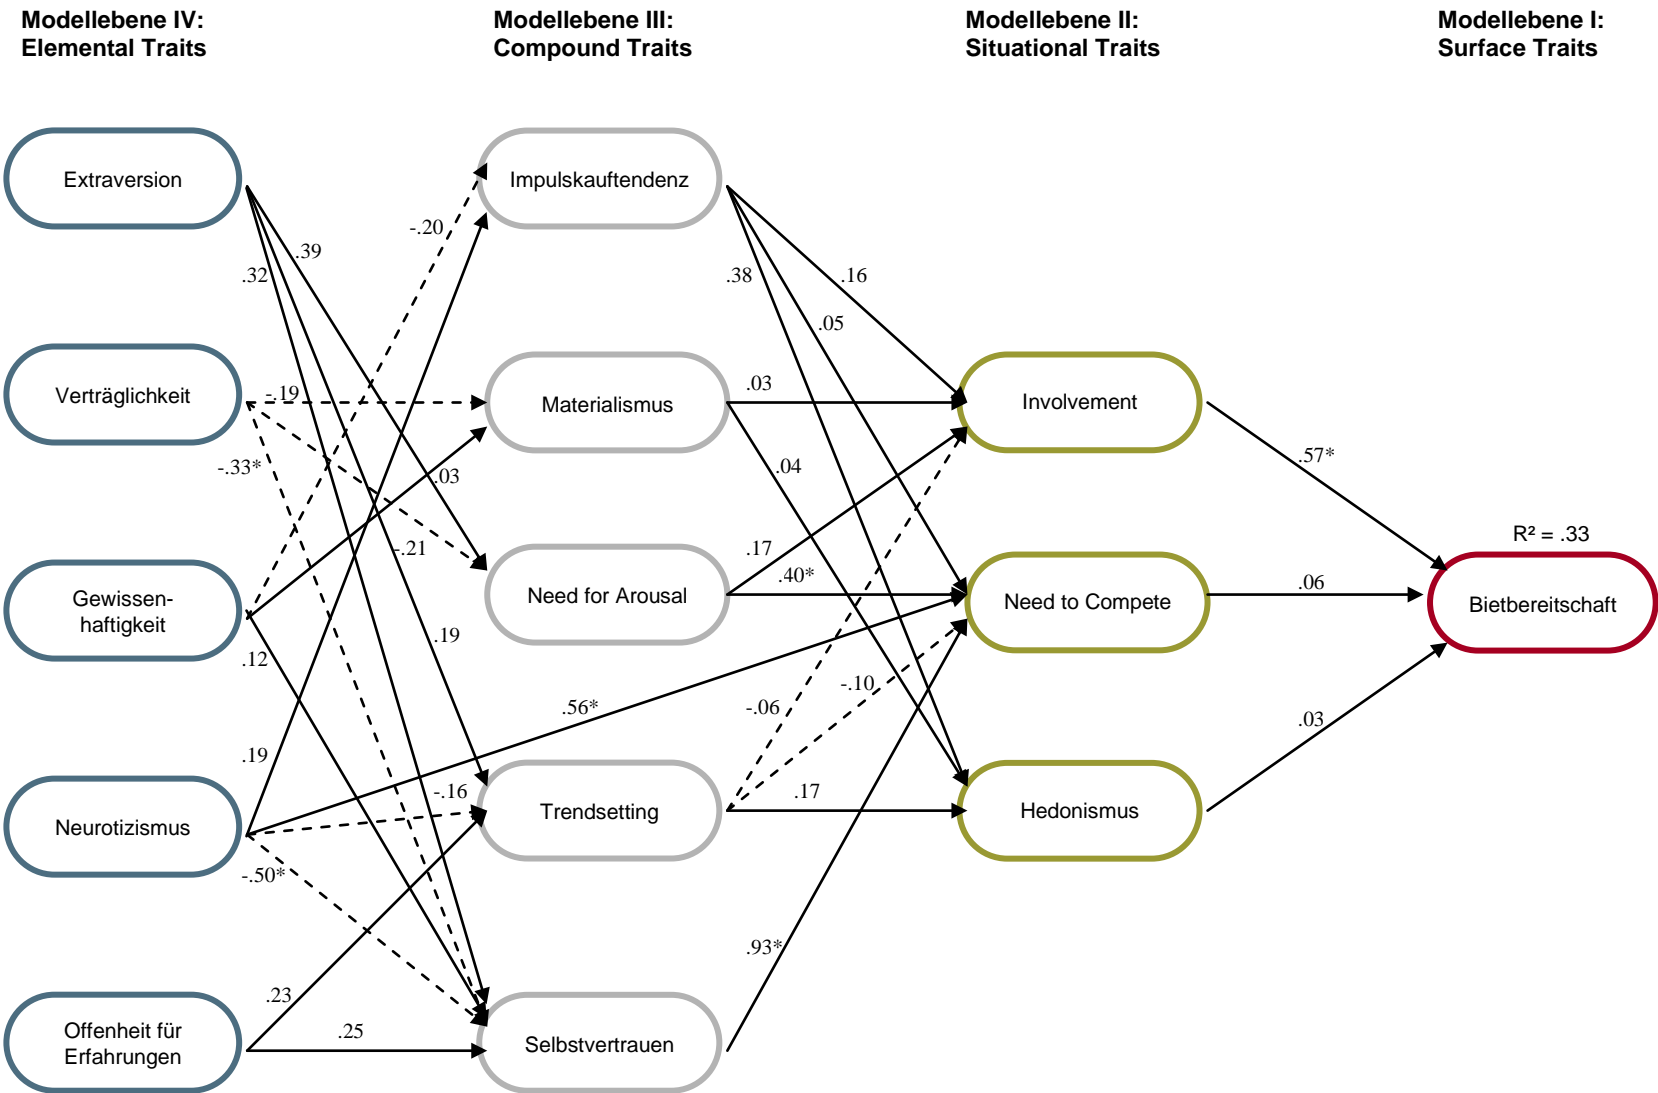 Modellebene IV:
Elemental Traits
Modellebene III:
Compound Traits
Modellebene II:
Situational Traits
Modellebene I:
Surface Traits
Extraversion
Verträglichkeit
Gewissen-
haftigkeit
Neurotizismus
Offenheit für
Erfahrungen
.39
.32
-.20
-.19
-.33*
.03
-.21
.19
.12
.19
.56*
-.16
-.50*
.23
.25
Impulskauftendenz
Materialismus
Need for Arousal
Trendsetting
Selbstvertrauen
.38
.16
.05
.03
.04
.17
.40*
-.06
-.10
.17
.93*
Involvement
Need to Compete
Hedonismus
.57*
.06
.03
R² = .33
Bietbereitschaft